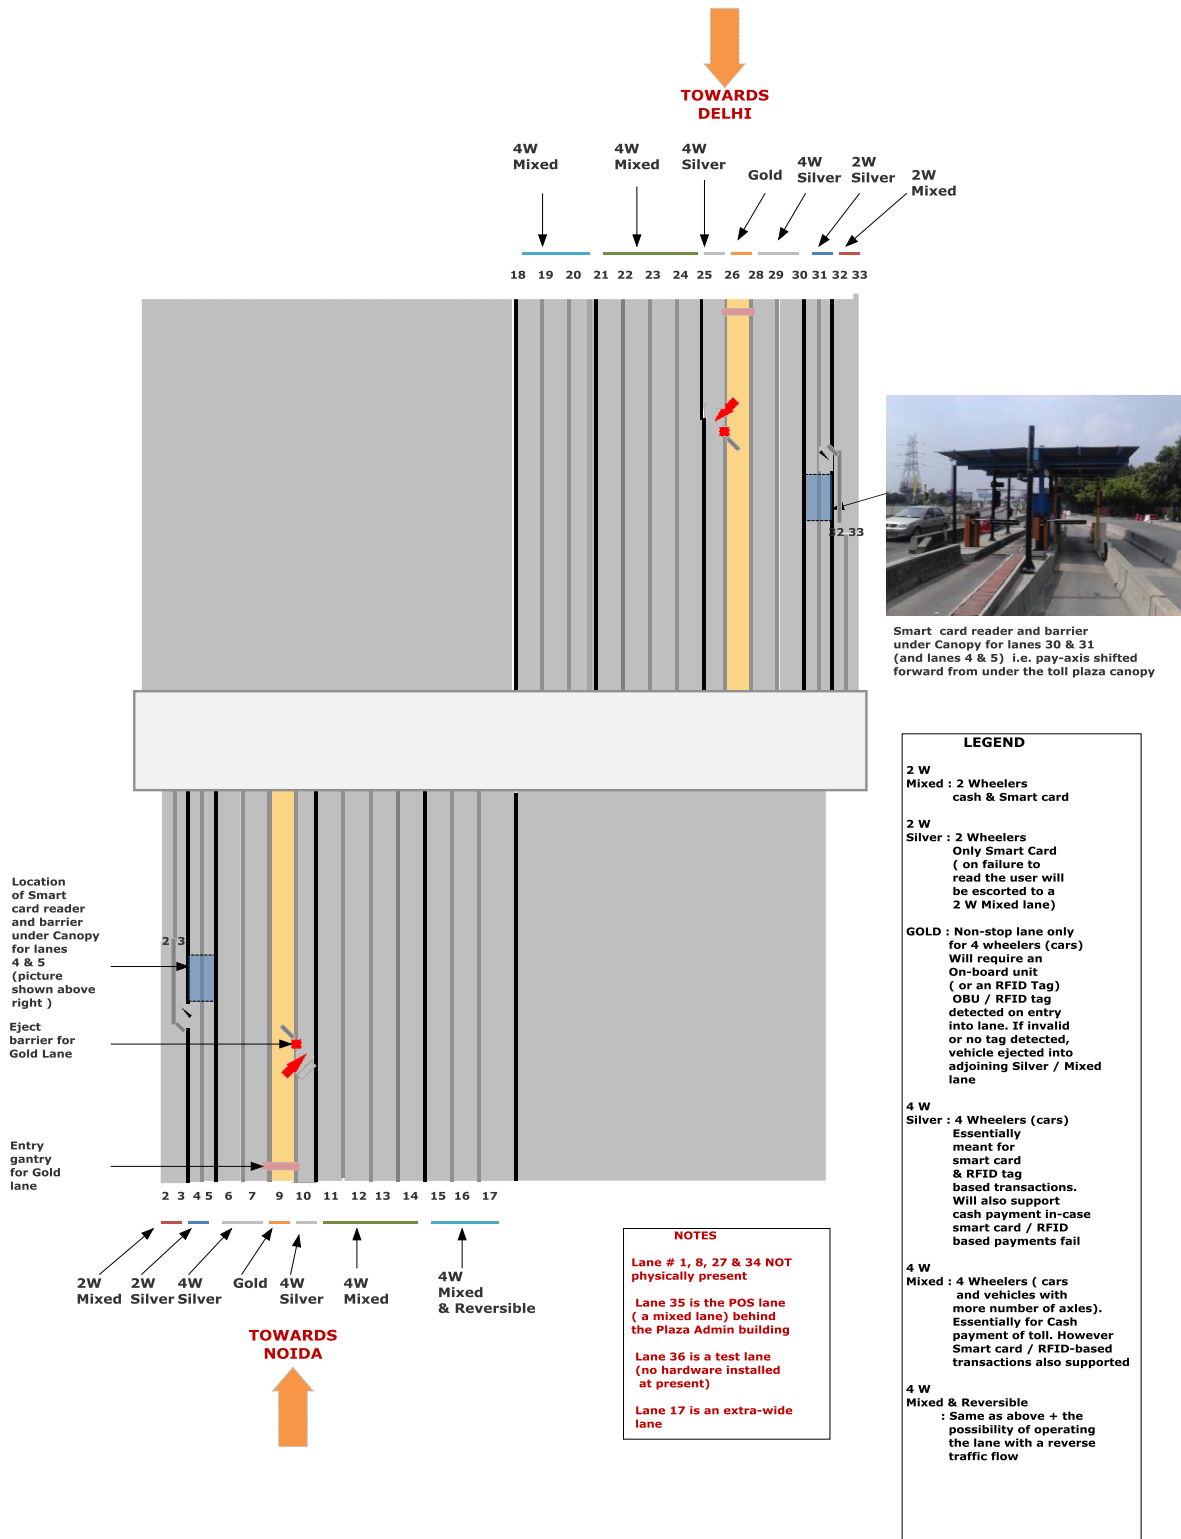 TOWARDS
DELHI
4W
Mixed
4W
Mixed
4W
Silver
Gold
4W
Silver
2W
Silver
2W
Mixed
18 19 20 21 22 23 24 25 26 28 29 30 31 32 33
32 33
Smart card reader and barrier
under Canopy for lanes 30 & 31
(and lanes 4 & 5) i.e. pay-axis shifted
forward from under the toll plaza canopy
LEGEND
2 W
Mixed : 2 Wheelers
cash & Smart card
2 W
Silver : 2 Wheelers
Only Smart Card
( on failure to
read the user will
be escorted to a
2 W Mixed lane)
GOLD : Non-stop lane only
for 4 wheelers (cars)
Will require an
On-board unit
( or an RFID Tag)
OBU / RFID tag
detected on entry
into lane. If invalid
or no tag detected,
vehicle ejected into
adjoining Silver / Mixed
lane
4 W
Silver : 4 Wheelers (cars)
Essentially
meant for
smart card
& RFID tag
based transactions.
Will also support
cash payment in-case
smart card / RFID
based payments fail
4 W
Mixed : 4 Wheelers ( cars
and vehicles with
more number of axles).
Essentially for Cash
payment of toll. However
Smart card / RFID-based
transactions also supported
4 W
Mixed & Reversible
: Same as above + the
possibility of operating
the lane with a reverse
traffic flow
Location
of Smart
card reader
and barrier
under Canopy
for lanes
4 & 5
(picture
shown above
right )
2 3
Eject
barrier for
Gold Lane
Entry
gantry
for Gold
lane
2 3 4 5 6 7 9 10 11 12 13 14 15 16 17
2W
Mixed
2W
Silver
4W
Silver
Gold
4W
Silver
4W
Mixed
4W
Mixed
& Reversible
TOWARDS
NOIDA
NOTES
Lane # 1, 8, 27 & 34 NOT
physically present
Lane 35 is the POS lane
( a mixed lane) behind
the Plaza Admin building
Lane 36 is a test lane
(no hardware installed
at present)
Lane 17 is an extra-wide
lane